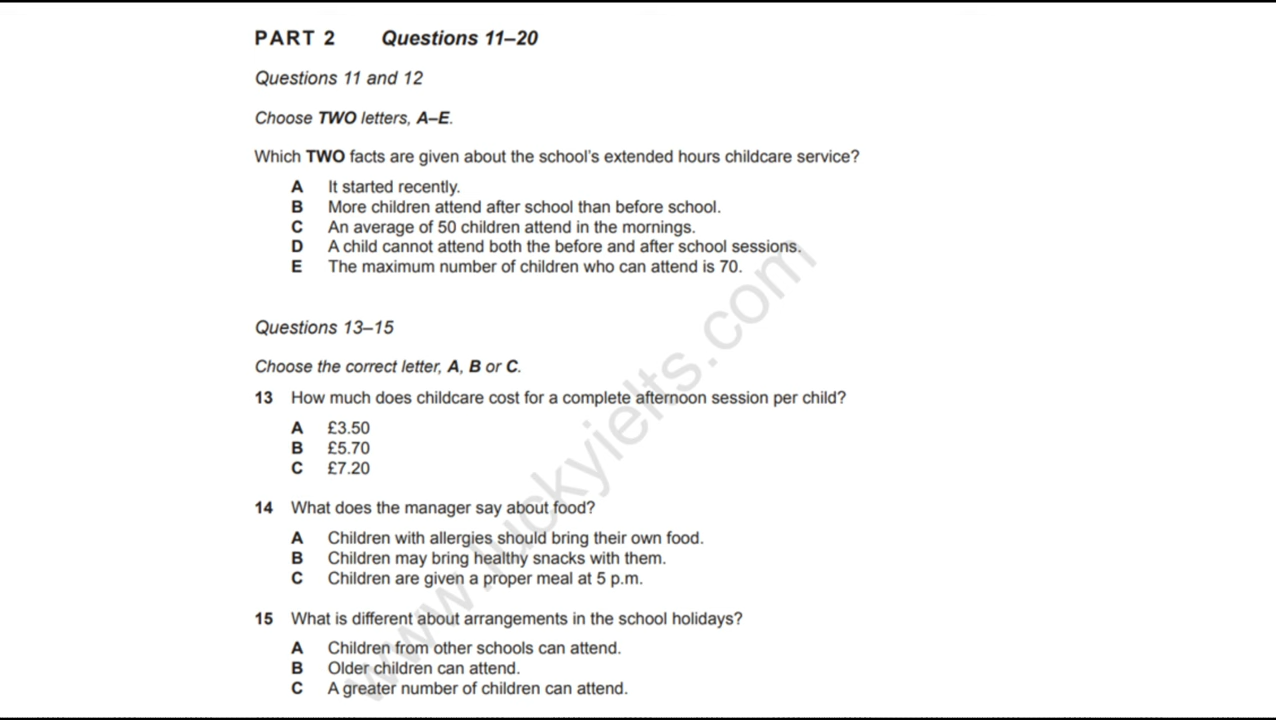 PART 2 Questions 11–20
Questions 11 and 12
Choose TWO letters, A–E.
Which TWO facts are given about the school's extended hours childcare service?
A It started recently.
B More children attend after school than before school.
C An average of 50 children attend in the mornings.
D A child cannot attend both the before and after school sessions.
E The maximum number of children who can attend is 70.
Questions 13–15
Choose the correct letter, A, B or C.
13 How much does childcare cost for a complete afternoon session per child?
A £3.50
B £5.70
C £7.20
14 What does the manager say about food?
A Children with allergies should bring their own food.
B Children may bring healthy snacks with them.
C Children are given a proper meal at 5 p.m.
15 What is different about arrangements in the school holidays?
A Children from other schools can attend.
B Older children can attend.
C A greater number of children can attend.
www.luckyielts.com